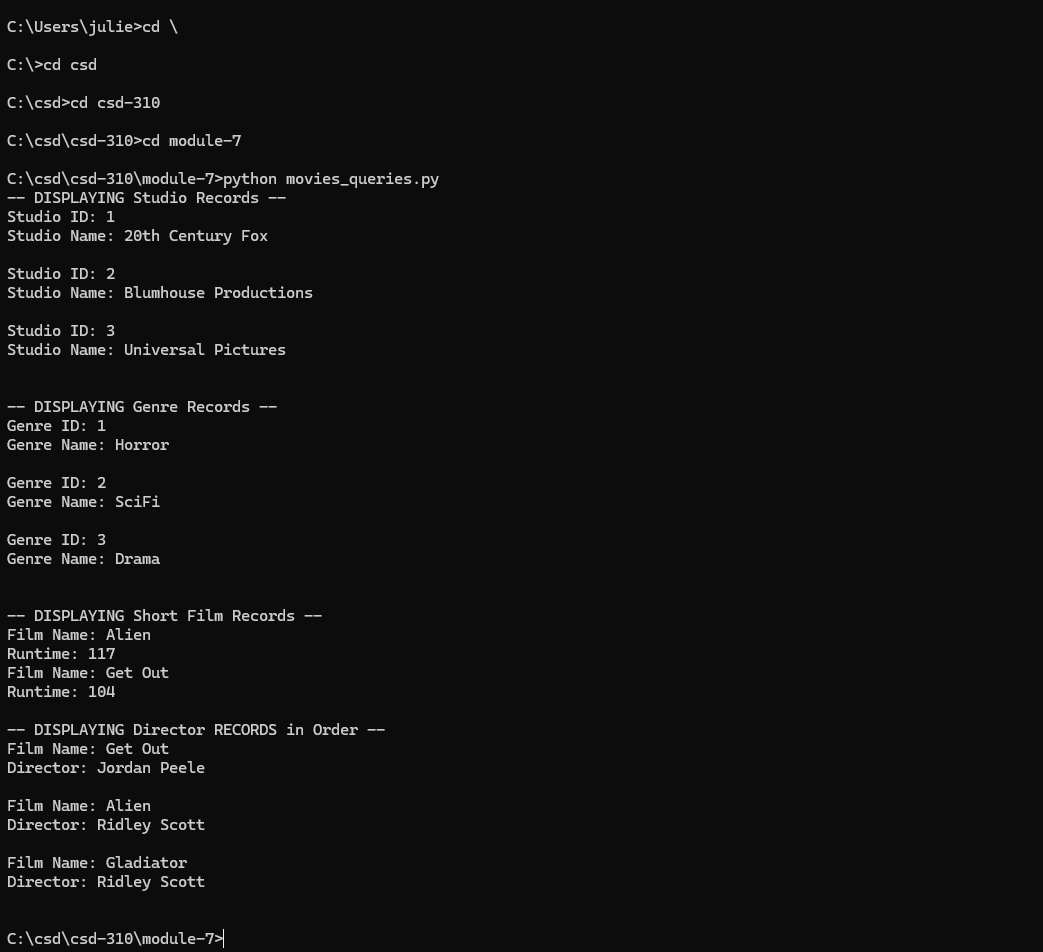 C:\Users\julie>cd \
C:\>cd csd
C:\csd>cd csd-310
C:\csd\csd-310>cd module-7
C:\csd\csd-310\module-7>python movies_queries.py
-- DISPLAYING Studio Records --
Studio ID: 1
Studio Name: 20th Century Fox
Studio ID: 2
Studio Name: Blumhouse Productions
Studio ID: 3
Studio Name: Universal Pictures
-- DISPLAYING Genre Records --
Genre ID: 1
Genre Name: Horror
Genre ID: 2
Genre Name: SciFi
Genre ID: 3
Genre Name: Drama
-- DISPLAYING Short Film Records --
Film Name: Alien
Runtime: 117
Film Name: Get Out
Runtime: 104
-- DISPLAYING Director RECORDS in Order --
Film Name: Get Out
Director: Jordan Peele
Film Name: Alien
Director: Ridley Scott
Film Name: Gladiator
Director: Ridley Scott
C:\csd\csd-310\module-7>